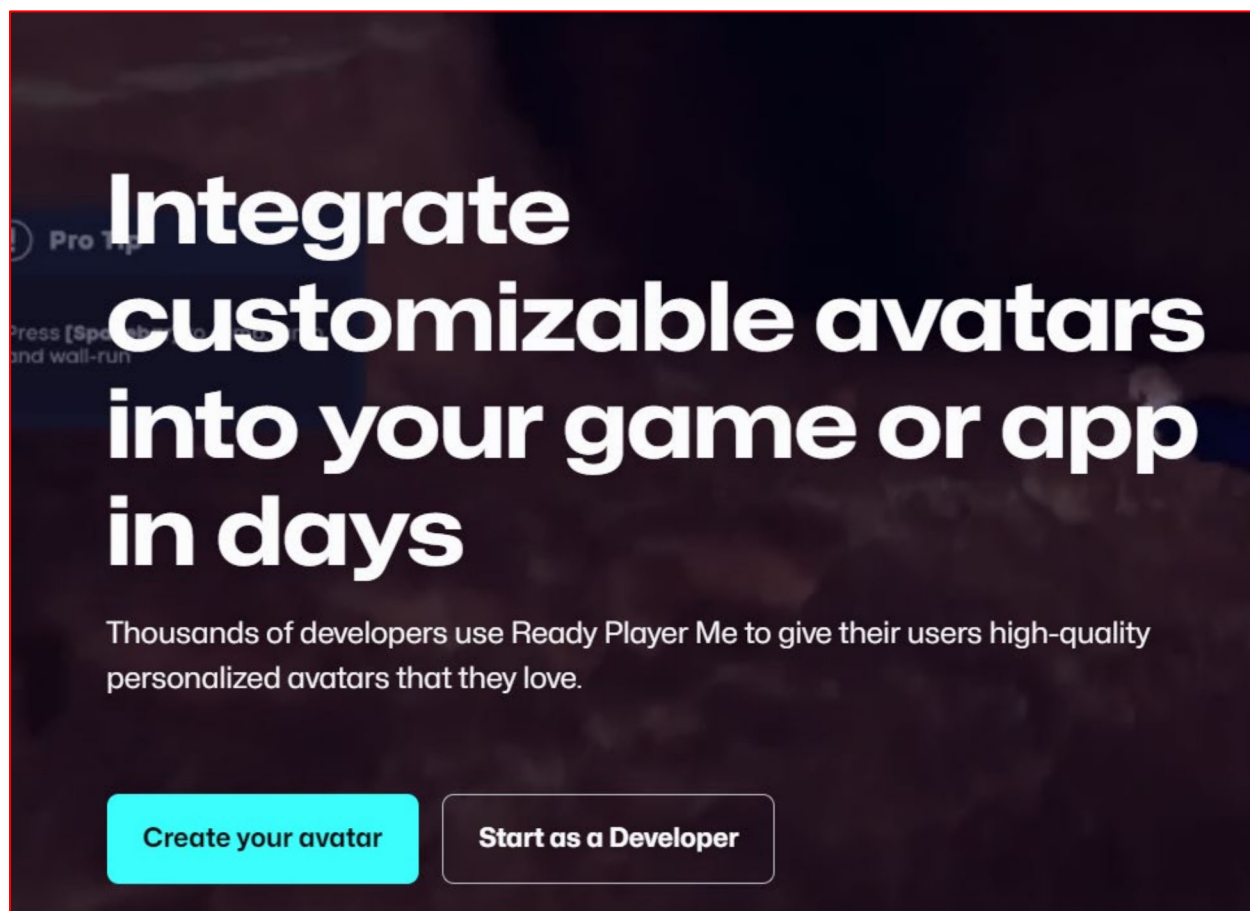 Integrate
customizable avatars
into your game or app
in days
Pro Tip
Press
and wall-run
Thousands of developers use Ready Player Me to give their users high-quality
personalized avatars that they love.
Create your avatar
Start as a Developer